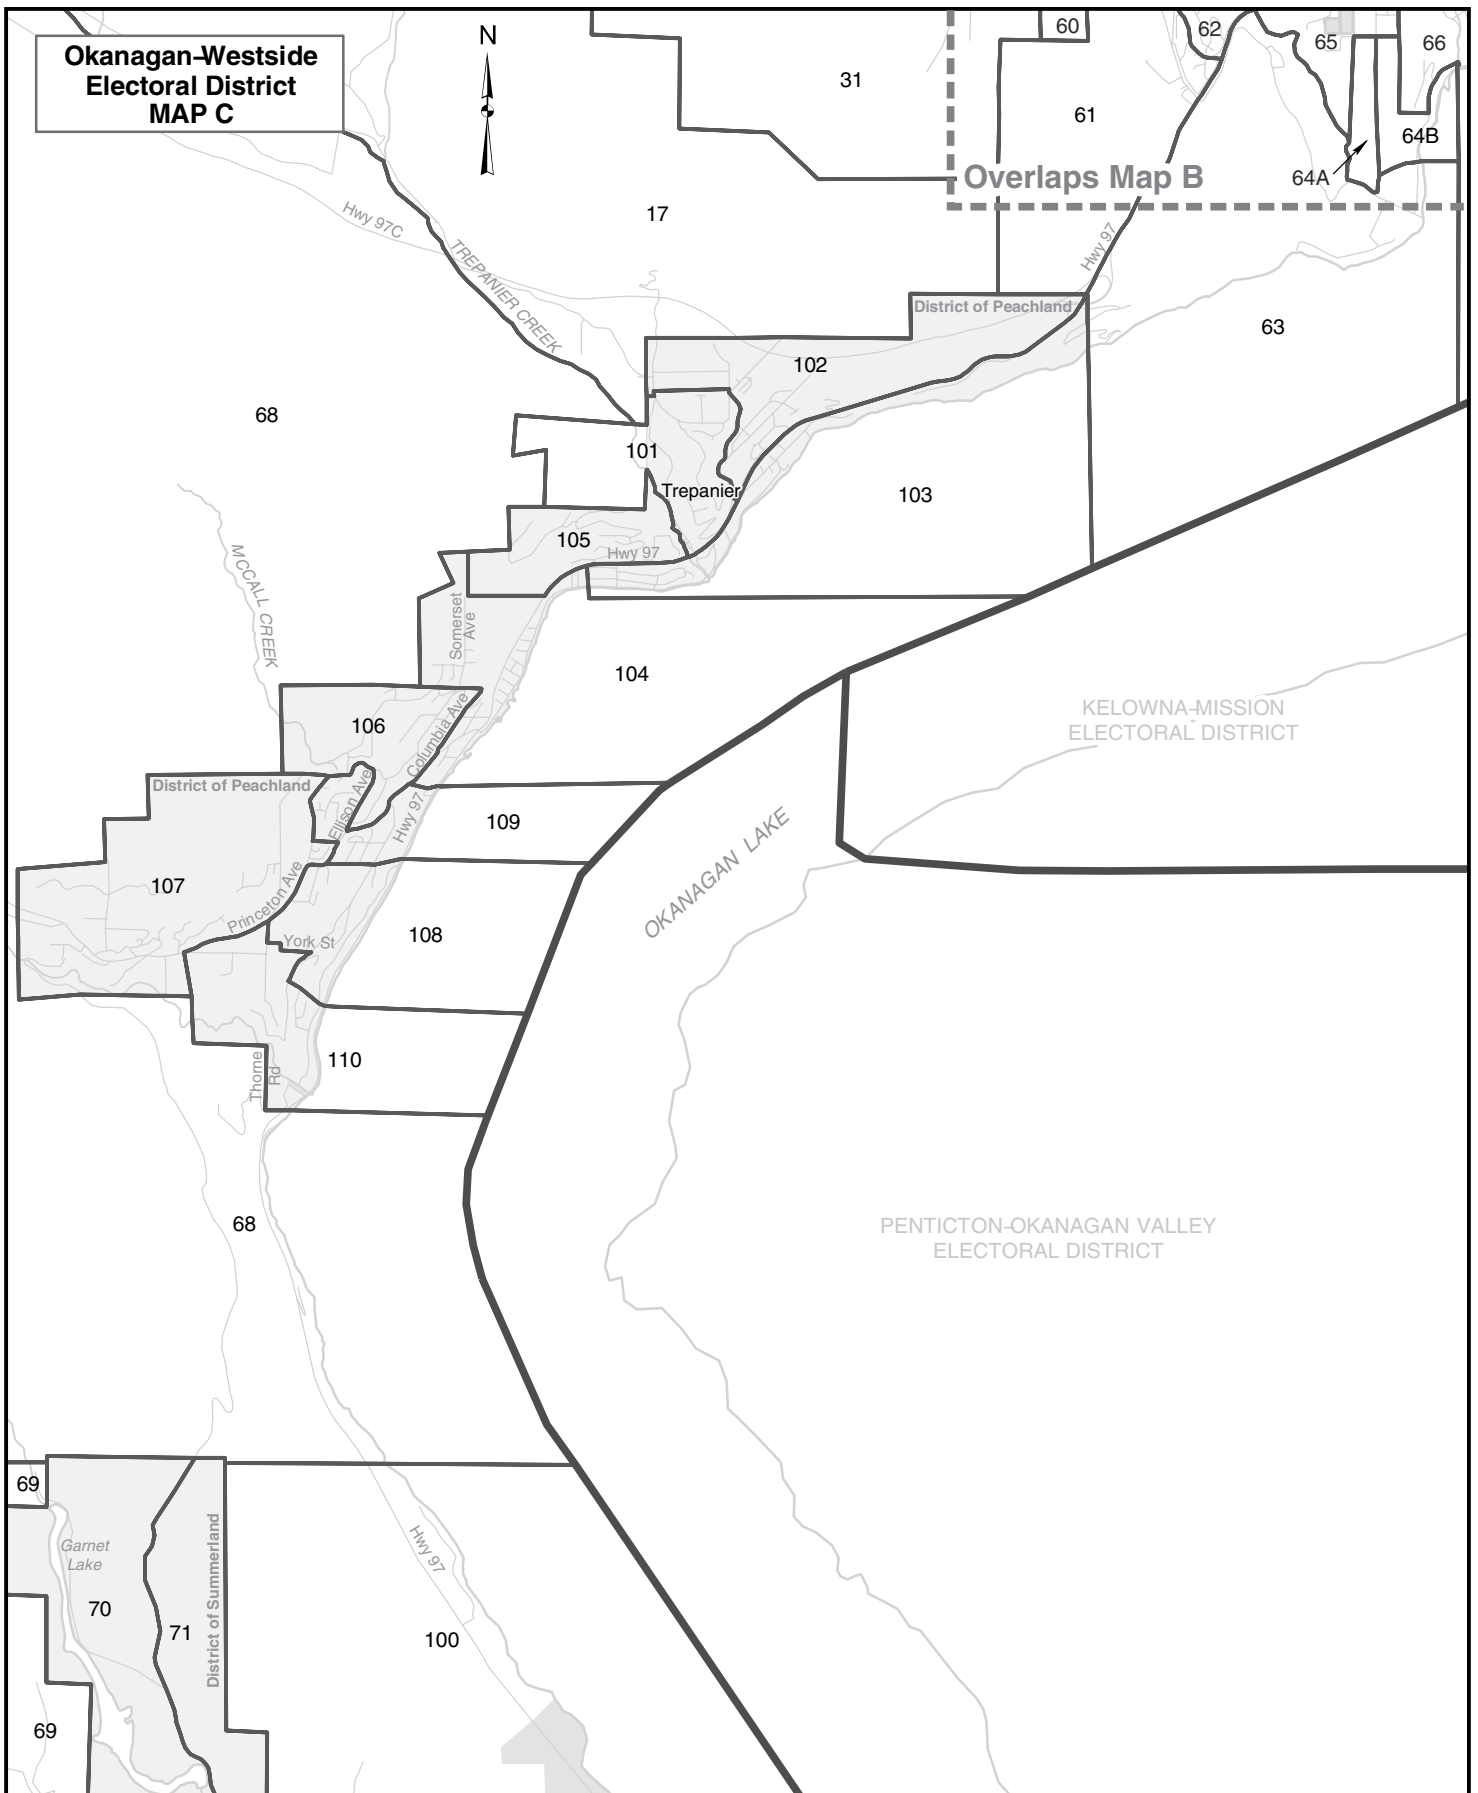 Okanagan–Westside
Electoral District
MAP C
N
60
62
65
66
31
61
64B
64A
Overlaps Map B
17
Hwy 97C
TREPANIER CREEK
Hwy 97
District of Peachland
63
102
68
101
Trepanier
103
105
Hwy 97
MCCALL CREEK
Somerset
Ave
104
KELOWNA–MISSION
ELECTORAL DISTRICT
106
Columbia Ave
District of Peachland
Ellison Ave
Hwy 97
109
OKANAGAN LAKE
107
Princeton Ave
York St
108
110
Thorne
Rd
68
PENTICTON–OKANAGAN VALLEY
ELECTORAL DISTRICT
69
Garnet
Lake
Hwy 97
District of Summerland
70
71
100
69